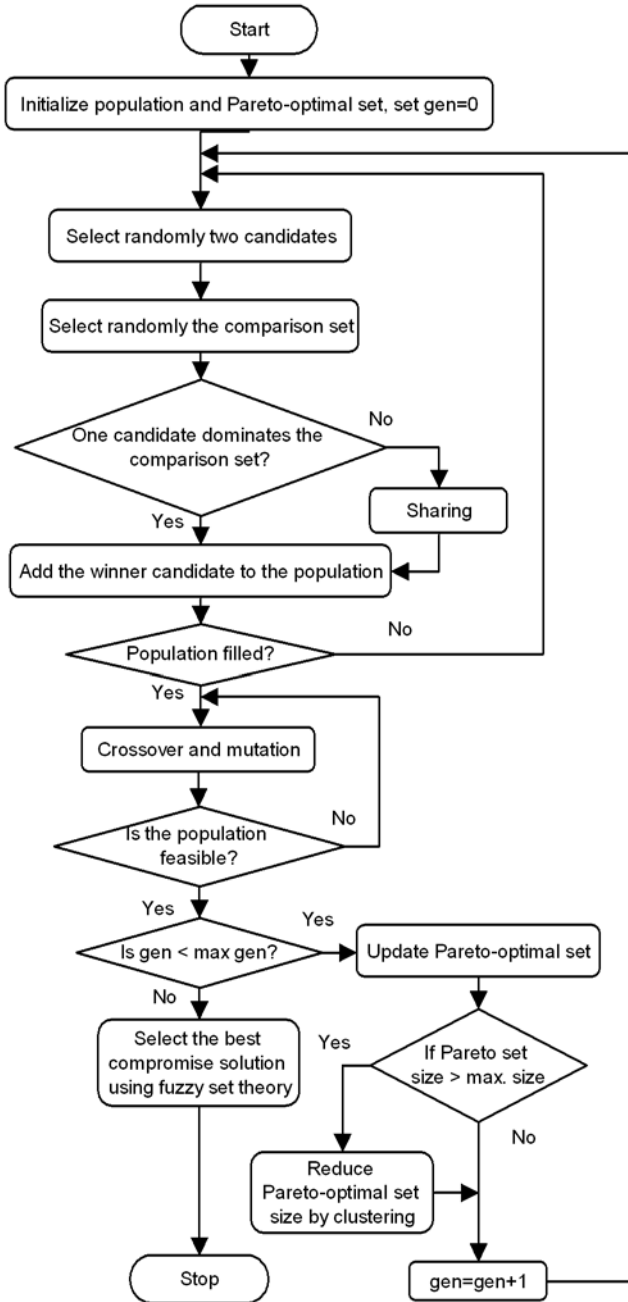 Start
Initialize population and Pareto-optimal set, set gen=0
Select randomly two candidates
Select randomly the comparison set
One candidate dominates the
comparison set?
No
Sharing
Yes
Add the winner candidate to the population
Population filled?
No
Yes
Crossover and mutation
Is the population
feasible?
No
Yes
Is gen < max gen?
Yes
Update Pareto-optimal set
No
Select the best
compromise solution
using fuzzy set theory
If Pareto set
size > max. size
Yes
No
Reduce
Pareto-optimal set
size by clustering
Stop
gen=gen+1